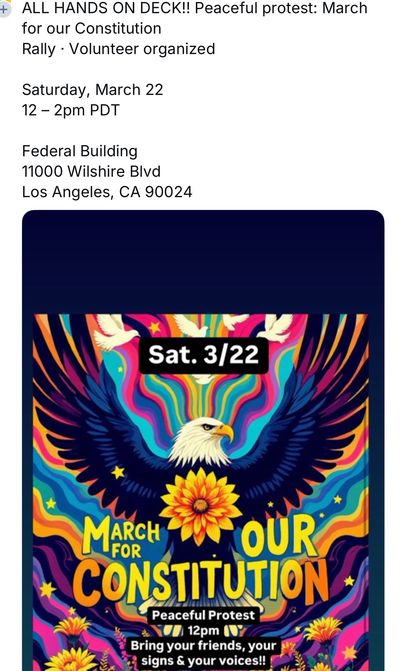 ALL HANDS ON DECK!! Peaceful protest: March
for our Constitution
Rally · Volunteer organized
Saturday, March 22
12 – 2pm PDT
Federal Building
11000 Wilshire Blvd
Los Angeles, CA 90024
Sat. 3/22
MARCH
FOR
OUR
CONSTITUTION
Peaceful Protest
12pm
Bring your friends, your
signs & your voices!!